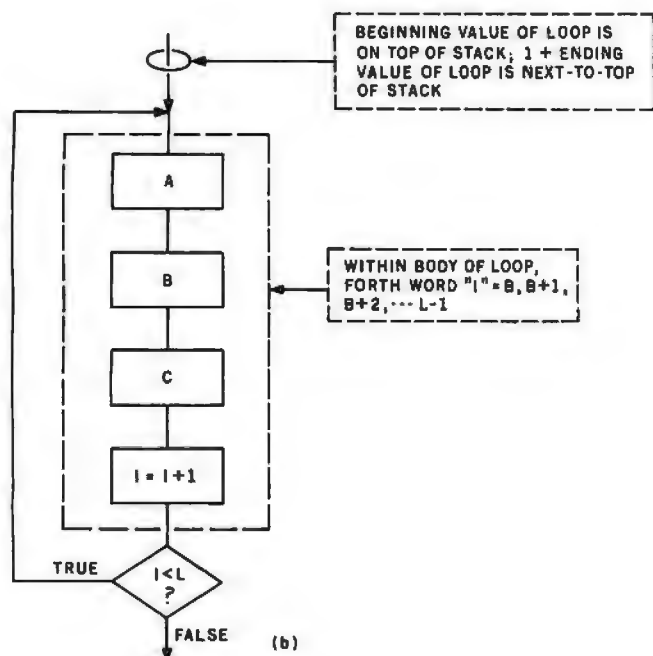 BEGINNING VALUE OF LOOP IS
ON TOP OF STACK; 1 + ENDING
VALUE OF LOOP IS NEXT-TO-TOP
OF STACK
A
B
C
I = I+1
WITHIN BODY OF LOOP,
FORTH WORD "I" = B, B+1,
B+2, ··· L-1
TRUE
I<L
?
FALSE
(b)